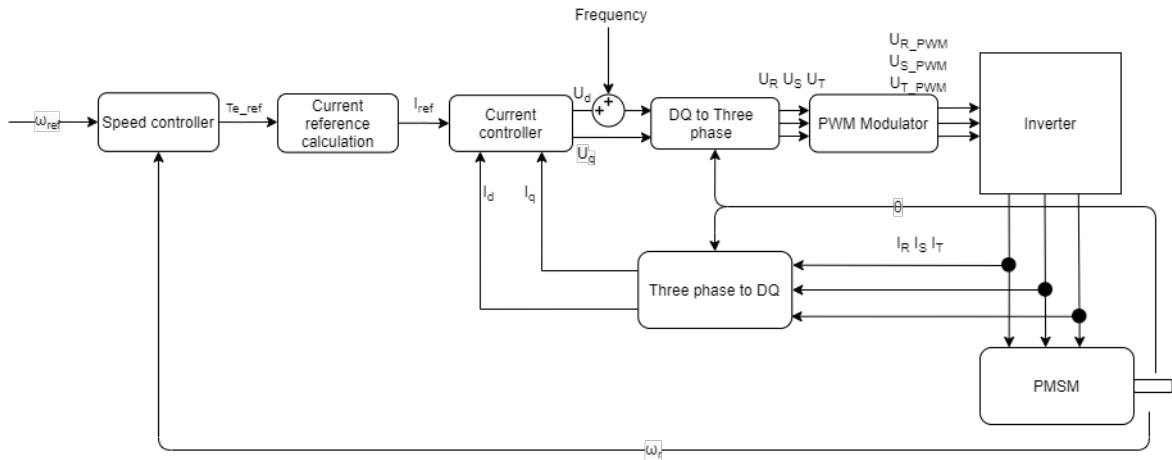 Frequency
U_R_PWM
U_S_PWM
U_T_PWM
ω_ref
Speed controller
Te_ref
Current
reference
calculation
I_ref
Current
controller
U_d
+
+
U_q
DQ to Three
phase
U_R U_S U_T
PWM Modulator
Inverter
I_d
I_q
θ
I_R I_S I_T
Three phase to DQ
PMSM
ω_r